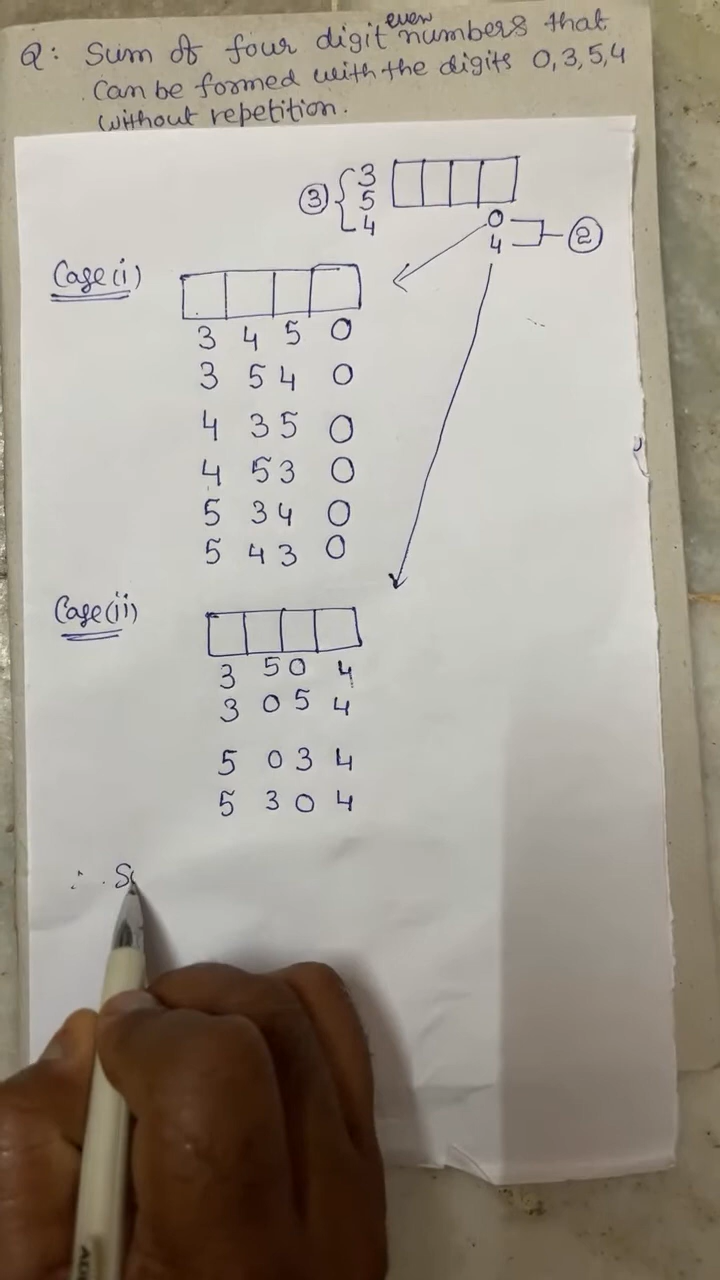 Q: Sum of four digit even numbers that
can be formed with the digits 0,3,5,4
without repetition.
③ { 3
5
4
0
4
②
Case(i)
3 4 5 0
3 5 4 0
4 3 5 0
4 5 3 0
5 3 4 0
5 4 3 0
Case(ii)
3 5 0 4
3 0 5 4
5 0 3 4
5 3 0 4
∴ S